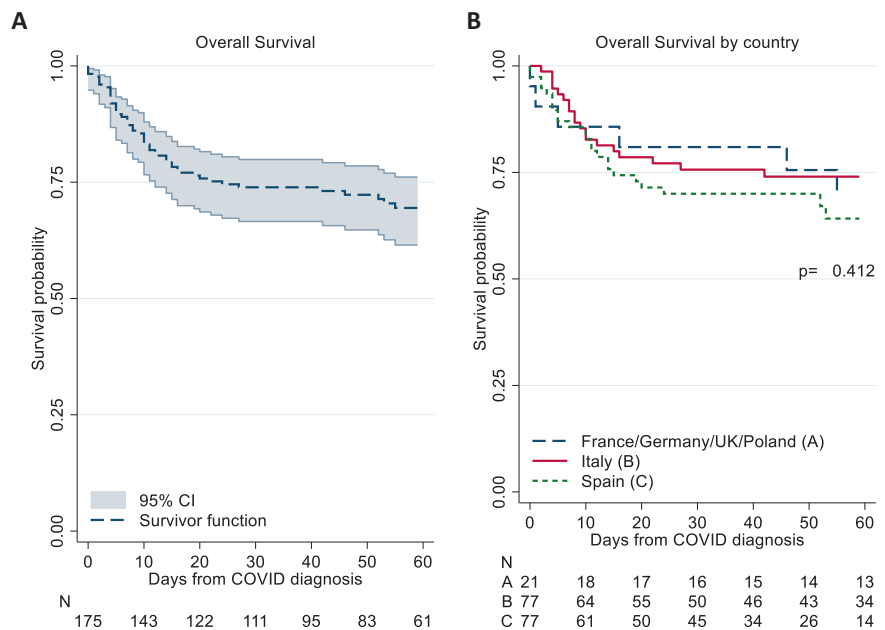 A
Overall Survival
Survival probability
1.00
0.75
0.50
0.25
0.00
95% CI
Survivor function
0 10 20 30 40 50 60
Days from COVID diagnosis
N
175 143 122 111 95 83 61
B
Overall Survival by country
Survival probability
1.00
0.75
0.50
0.25
0.00
p= 0.412
France/Germany/UK/Poland (A)
Italy (B)
Spain (C)
0 10 20 30 40 50 60
Days from COVID diagnosis
N
A 21 18 17 16 15 14 13
B 77 64 55 50 46 43 34
C 77 61 50 45 34 26 14